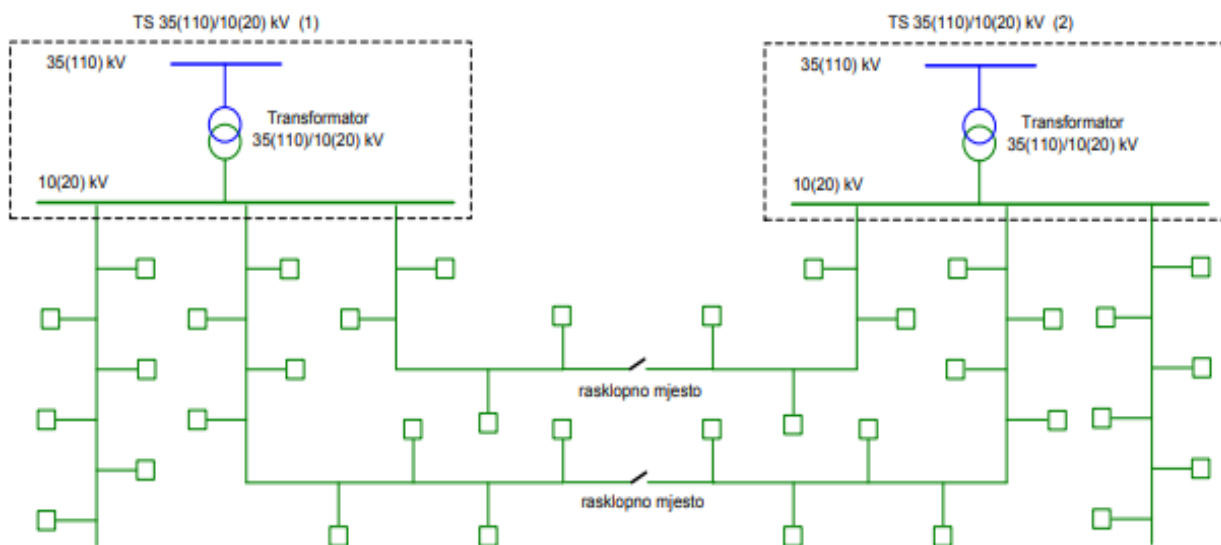 TS 35(110)/10(20) kV (1)
TS 35(110)/10(20) kV (2)
35(110) kV
35(110) kV
Transformator
35(110)/10(20) kV
Transformator
35(110)/10(20) kV
10(20) kV
10(20) kV
rasklopno mjesto
rasklopno mjesto